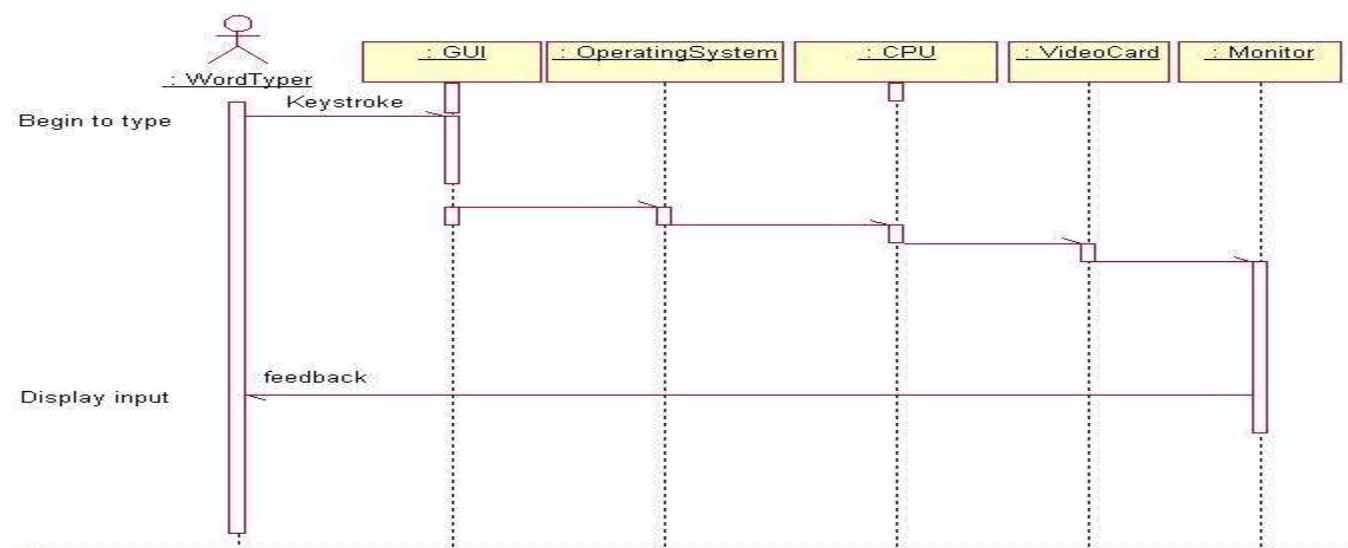 : WordTyper
: GUI
: OperatingSystem
: CPU
: VideoCard
: Monitor
Keystroke
Begin to type
feedback
Display input